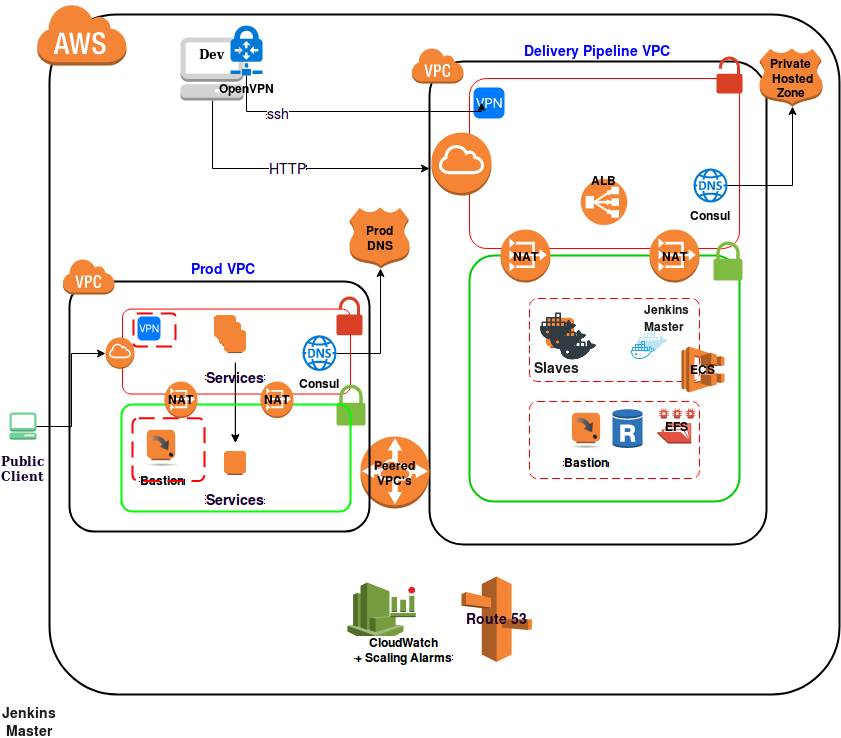 AWS
Dev
OpenVPN
ssh
HTTP
Delivery Pipeline VPC
VPC
VPN
Private
Hosted
Zone
ALB
DNS
Consul
NAT
NAT
Jenkins
Master
Slaves
ECS
R
EFS
Bastion
Prod
DNS
Prod VPC
VPC
VPN
Services
DNS
Consul
NAT
NAT
Bastion
Services
Public
Client
Peered
VPC's
CloudWatch
+ Scaling Alarms
Route 53
Jenkins
Master